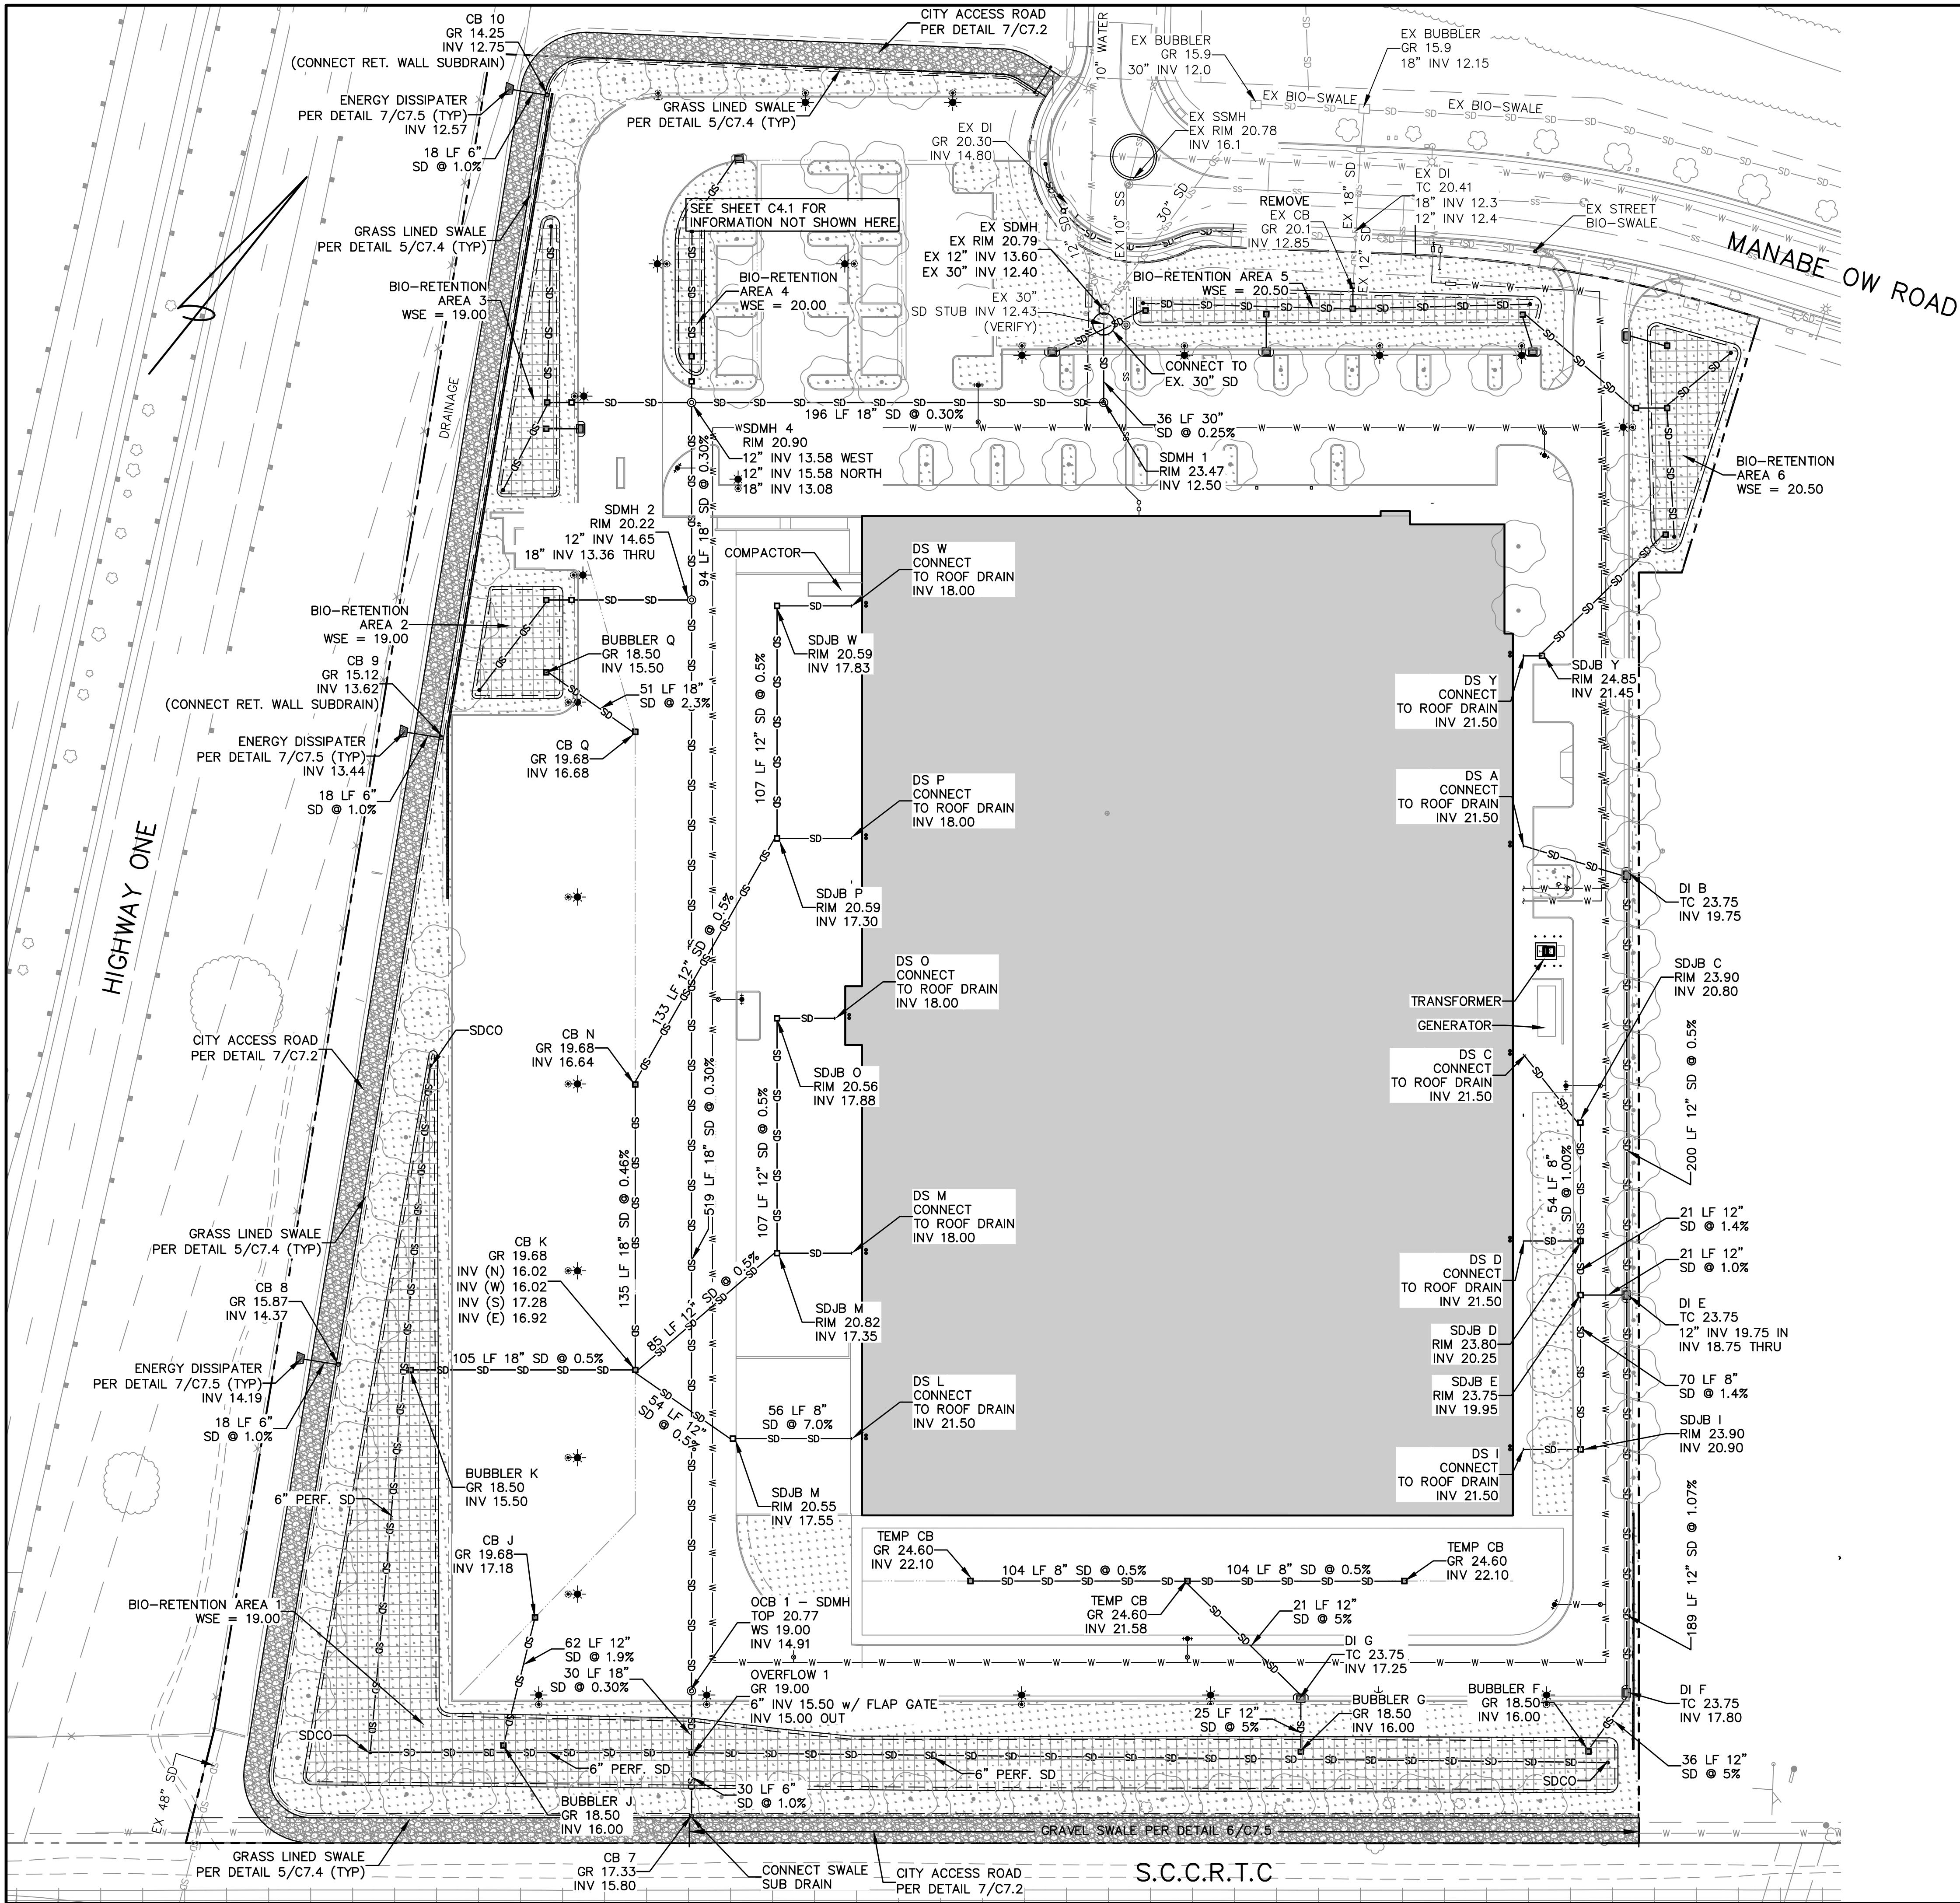 CB 10
GR 14.25
INV 12.75
(CONNECT RET. WALL SUBDRAIN)
CITY ACCESS ROAD
PER DETAIL 7/C7.2
10" WATER
EX BUBBLER
GR 15.9
30" INV 12.0
EX BUBBLER
GR 15.9
18" INV 12.15
ENERGY DISSIPATER
PER DETAIL 7/C7.5 (TYP)
INV 12.57
GRASS LINED SWALE
PER DETAIL 5/C7.4 (TYP)
EX BIO-SWALE
EX BIO-SWALE
18 LF 6"
SD @ 1.0%
EX DI
GR 20.30
INV 14.80
EX SSMH
EX RIM 20.78
INV 16.1
EX DI
TC 20.41
18" INV 12.3
12" INV 12.4
EX STREET
BIO-SWALE
SEE SHEET C4.1 FOR
INFORMATION NOT SHOWN HERE
REMOVE
EX CB
GR 20.1
INV 12.85
EX 18" SD
EX 12" SD
30" SD
12" SD
EX 10" SS
MANABE OW ROAD
GRASS LINED SWALE
PER DETAIL 5/C7.4 (TYP)
EX SDMH
EX RIM 20.79
EX 12" INV 13.60
EX 30" INV 12.40
BIO-RETENTION
AREA 4
WSE = 20.00
BIO-RETENTION AREA 5
WSE = 20.50
BIO-RETENTION
AREA 3
WSE = 19.00
EX 30"
SD STUB INV 12.43
(VERIFY)
CONNECT TO
EX. 30" SD
DRAINAGE
196 LF 18" SD @ 0.30%
36 LF 30"
SD @ 0.25%
SDMH 4
RIM 20.90
12" INV 13.58 WEST
12" INV 15.58 NORTH
18" INV 13.08
SDMH 1
RIM 23.47
INV 12.50
BIO-RETENTION
AREA 6
WSE = 20.50
94 LF 18" SD @ 0.30%
SDMH 2
RIM 20.22
12" INV 14.65
18" INV 13.36 THRU
COMPACTOR
DS W
CONNECT
TO ROOF DRAIN
INV 18.00
BIO-RETENTION
AREA 2
WSE = 19.00
BUBBLER Q
GR 18.50
INV 15.50
SDJB W
RIM 20.59
INV 17.83
CB 9
GR 15.12
INV 13.62
(CONNECT RET. WALL SUBDRAIN)
51 LF 18"
SD @ 2.3%
107 LF 12" SD @ 0.5%
DS Y
CONNECT
TO ROOF DRAIN
INV 21.50
SDJB Y
RIM 24.85
INV 21.45
ENERGY DISSIPATER
PER DETAIL 7/C7.5 (TYP)
INV 13.44
CB Q
GR 19.68
INV 16.68
18 LF 6"
SD @ 1.0%
DS P
CONNECT
TO ROOF DRAIN
INV 18.00
DS A
CONNECT
TO ROOF DRAIN
INV 21.50
HIGHWAY ONE
SDJB P
RIM 20.59
INV 17.30
DI B
TC 23.75
INV 19.75
133 LF 12" SD @ 0.5%
DS O
CONNECT
TO ROOF DRAIN
INV 18.00
SDJB C
RIM 23.90
INV 20.80
TRANSFORMER
GENERATOR
CITY ACCESS ROAD
PER DETAIL 7/C7.2
SDCO
CB N
GR 19.68
INV 16.64
SDJB O
RIM 20.56
INV 17.88
DS C
CONNECT
TO ROOF DRAIN
INV 21.50
200 LF 12" SD @ 0.5%
135 LF 18" SD @ 0.46%
519 LF 18" SD @ 0.30%
107 LF 12" SD @ 0.5%
54 LF 8"
SD @ 1.00%
GRASS LINED SWALE
PER DETAIL 5/C7.4 (TYP)
CB K
GR 19.68
INV (N) 16.02
INV (W) 16.02
INV (S) 17.28
INV (E) 16.92
DS M
CONNECT
TO ROOF DRAIN
INV 18.00
21 LF 12"
SD @ 1.4%
21 LF 12"
SD @ 1.0%
DS D
CONNECT
TO ROOF DRAIN
INV 21.50
CB 8
GR 15.87
INV 14.37
85 LF 12" SD @ 0.5%
SDJB M
RIM 20.82
INV 17.35
DI E
TC 23.75
12" INV 19.75 IN
INV 18.75 THRU
SDJB D
RIM 23.80
INV 20.25
ENERGY DISSIPATER
PER DETAIL 7/C7.5 (TYP)
INV 14.19
105 LF 18" SD @ 0.5%
SDJB E
RIM 23.75
INV 19.95
70 LF 8"
SD @ 1.4%
18 LF 6"
SD @ 1.0%
54 LF 12"
SD @ 0.5%
56 LF 8"
SD @ 7.0%
DS L
CONNECT
TO ROOF DRAIN
INV 21.50
SDJB I
RIM 23.90
INV 20.90
DS I
CONNECT
TO ROOF DRAIN
INV 21.50
6" PERF. SD
BUBBLER K
GR 18.50
INV 15.50
SDJB M
RIM 20.55
INV 17.55
189 LF 12" SD @ 1.07%
CB J
GR 19.68
INV 17.18
TEMP CB
GR 24.60
INV 22.10
104 LF 8" SD @ 0.5%
104 LF 8" SD @ 0.5%
TEMP CB
GR 24.60
INV 22.10
BIO-RETENTION AREA 1
WSE = 19.00
OCB 1 - SDMH
TOP 20.77
WS 19.00
INV 14.91
TEMP CB
GR 24.60
INV 21.58
21 LF 12"
SD @ 5%
62 LF 12"
SD @ 1.9%
30 LF 18"
SD @ 0.30%
DI G
TC 23.75
INV 17.25
OVERFLOW 1
GR 19.00
6" INV 15.50 w/ FLAP GATE
INV 15.00 OUT
25 LF 12"
SD @ 5%
BUBBLER G
GR 18.50
INV 16.00
BUBBLER F
GR 18.50
INV 16.00
DI F
TC 23.75
INV 17.80
SDCO
6" PERF. SD
6" PERF. SD
SDCO
36 LF 12"
SD @ 5%
EX 48" SD
BUBBLER J
GR 18.50
INV 16.00
30 LF 6"
SD @ 1.0%
GRAVEL SWALE PER DETAIL 6/C7.5
GRASS LINED SWALE
PER DETAIL 5/C7.4 (TYP)
CB 7
GR 17.33
INV 15.80
CONNECT SWALE
SUB DRAIN
CITY ACCESS ROAD
PER DETAIL 7/C7.2
S.C.C.R.T.C